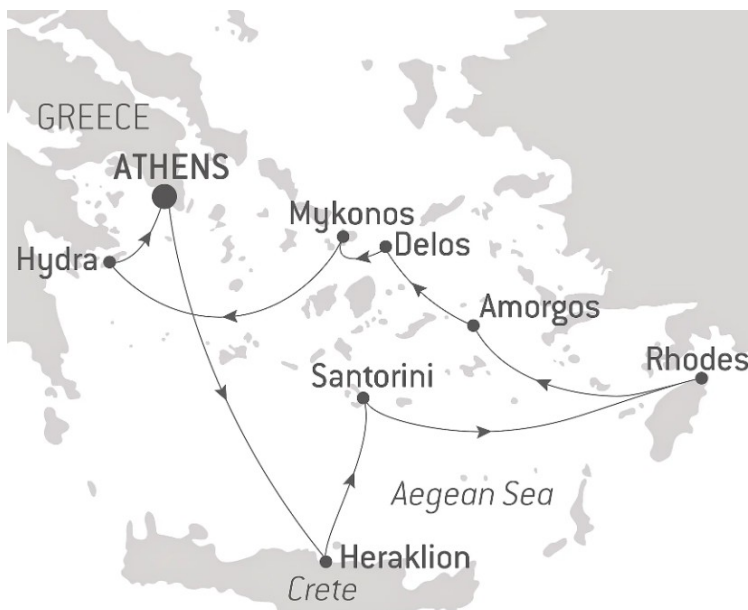 GREECE
ATHENS
Mykonos
Delos
Hydra
Amorgos
Rhodes
Santorini
Aegean Sea
Heraklion
Crete